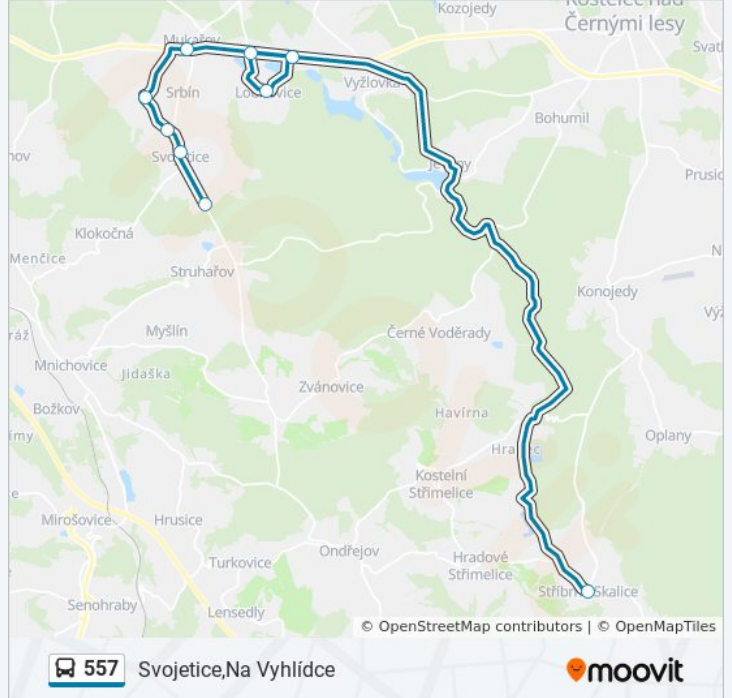 Kozojedy
Kostelec nad
Černými lesy
Mukařov
Vyžlovka
Srbín
Bohumil
Klokočná
Menčice
Struhařov
Konojedy
Myšlín
Černé Voděrady
Mnichovice
Jidaška
Zvánovice
Božkov
Havírna
Oplany
Kostelní
Střimelice
Mirošovice
Hrusice
Ondřejov
Turkovice
Hradové
Střimelice
Senohraby
Lensedly
Stříbrná Skalice
© OpenStreetMap contributors | © OpenMapTiles
557 Svojetice,Na Vyhlídce
moovit